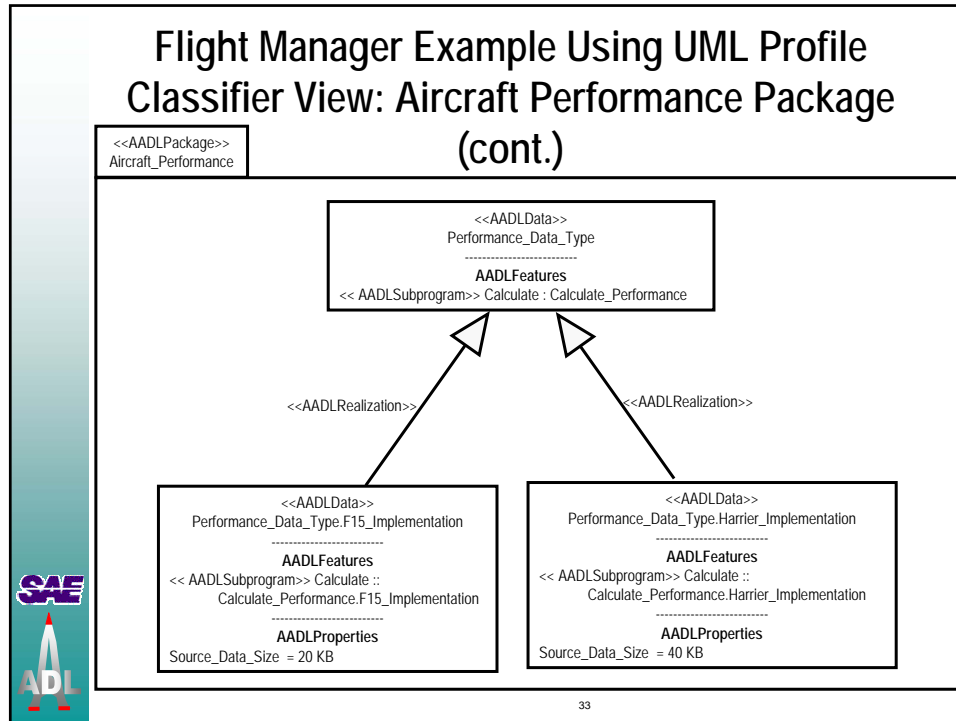 Flight Manager Example Using UML Profile
Classifier View: Aircraft Performance Package
(cont.)
<<AADLPackage>>
Aircraft_Performance
<<AADLData>>
Performance_Data_Type
--------------------------
AADLFeatures
<< AADLSubprogram>> Calculate : Calculate_Performance
<<AADLRealization>>
<<AADLRealization>>
<<AADLData>>
Performance_Data_Type.F15_Implementation
--------------------------
AADLFeatures
<< AADLSubprogram>> Calculate ::
Calculate_Performance.F15_Implementation
--------------------------
AADLProperties
Source_Data_Size = 20 KB
<<AADLData>>
Performance_Data_Type.Harrier_Implementation
--------------------------
AADLFeatures
<< AADLSubprogram>> Calculate ::
Calculate_Performance.Harrier_Implementation
--------------------------
AADLProperties
Source_Data_Size = 40 KB
SAE
AADL
33